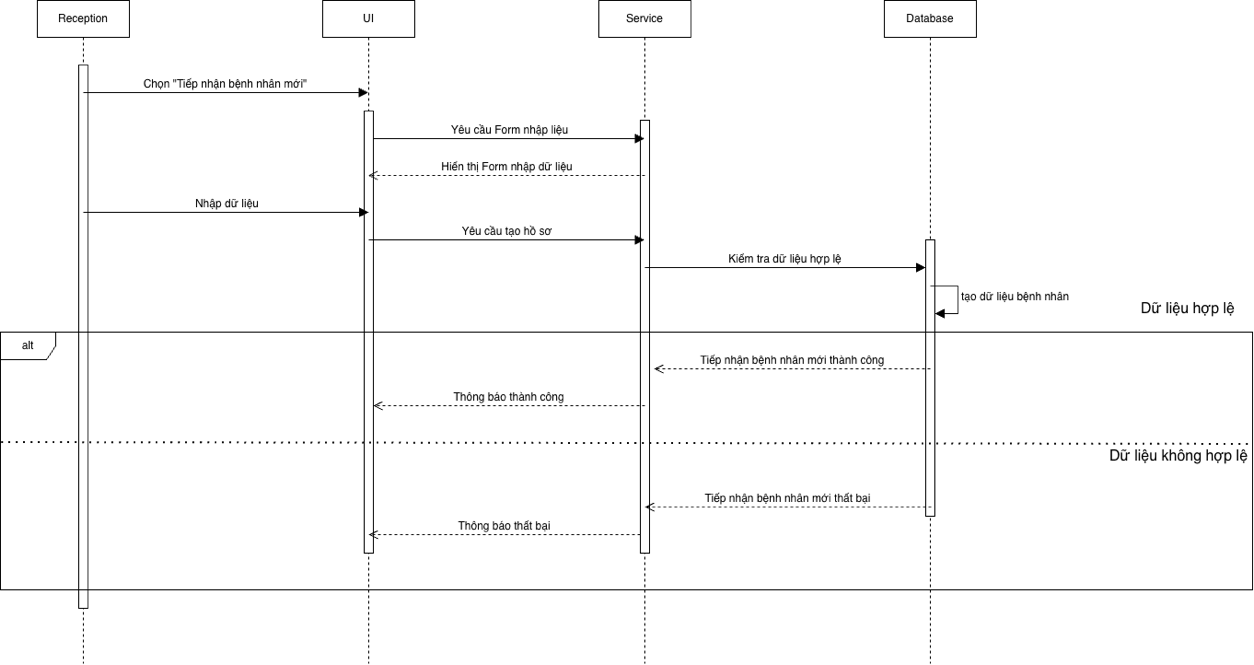 Reception
UI
Service
Database
Chọn "Tiếp nhận bệnh nhân mới"
Yêu cầu Form nhập liệu
Hiển thị Form nhập dữ liệu
Nhập dữ liệu
Yêu cầu tạo hồ sơ
Kiểm tra dữ liệu hợp lệ
tạo dữ liệu bệnh nhân
Dữ liệu hợp lệ
alt
Tiếp nhận bệnh nhân mới thành công
Thông báo thành công
Dữ liệu không hợp lệ
Tiếp nhận bệnh nhân mới thất bại
Thông báo thất bại